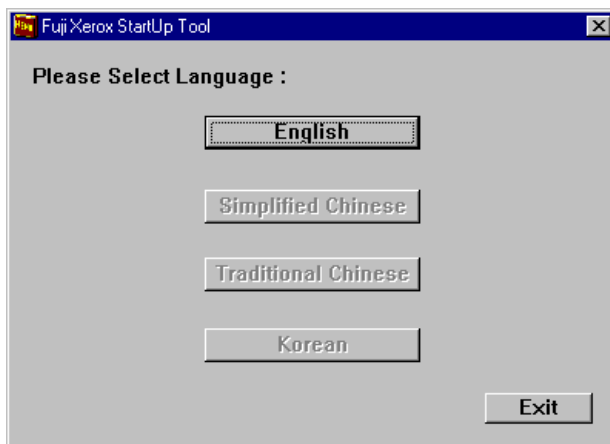 Fuji Xerox StartUp Tool
Please Select Language :
English
Simplified Chinese
Traditional Chinese
Korean
Exit